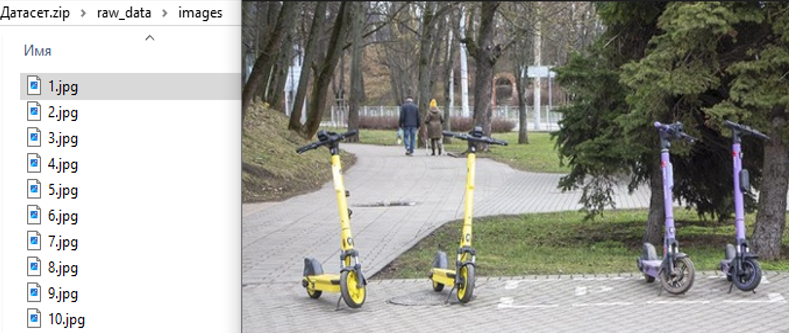 Датасет.zip > raw_data > images
Имя
1.jpg
2.jpg
3.jpg
4.jpg
5.jpg
6.jpg
7.jpg
8.jpg
9.jpg
10.jpg